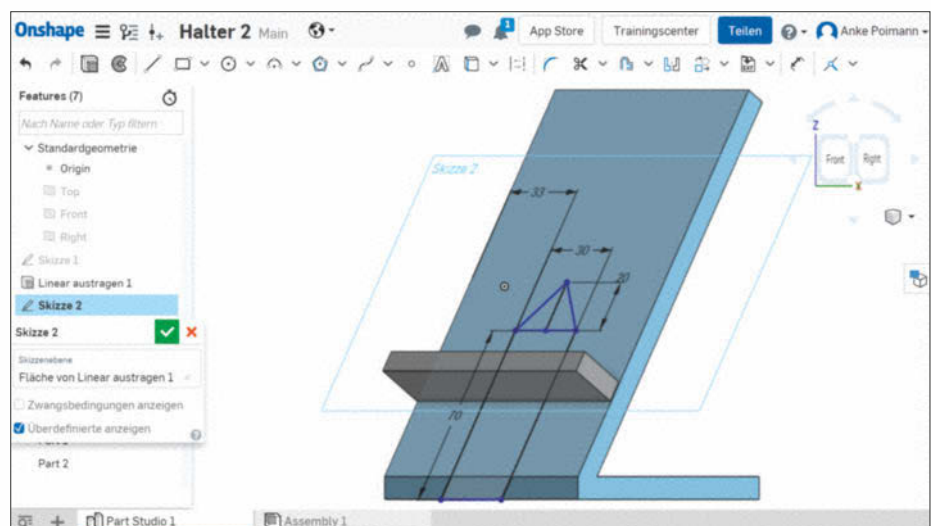 Onshape Halter 2 Main App Store Trainingscenter Teilen Anke Poimann
1
Features (7)
Nach Name oder Typ filtern
Standardgeometrie
Origin
Top
Front
Right
Skizze 1
Linear austragen 1
Skizze 2
Skizze 2
Skizzenebene
Fläche von Linear austragen 1
Zwangsbedingungen anzeigen
Überdefinierte anzeigen
Part 2
Skizze 2
33
30
20
70
Z
Front Right
X
Part Studio 1 Assembly 1